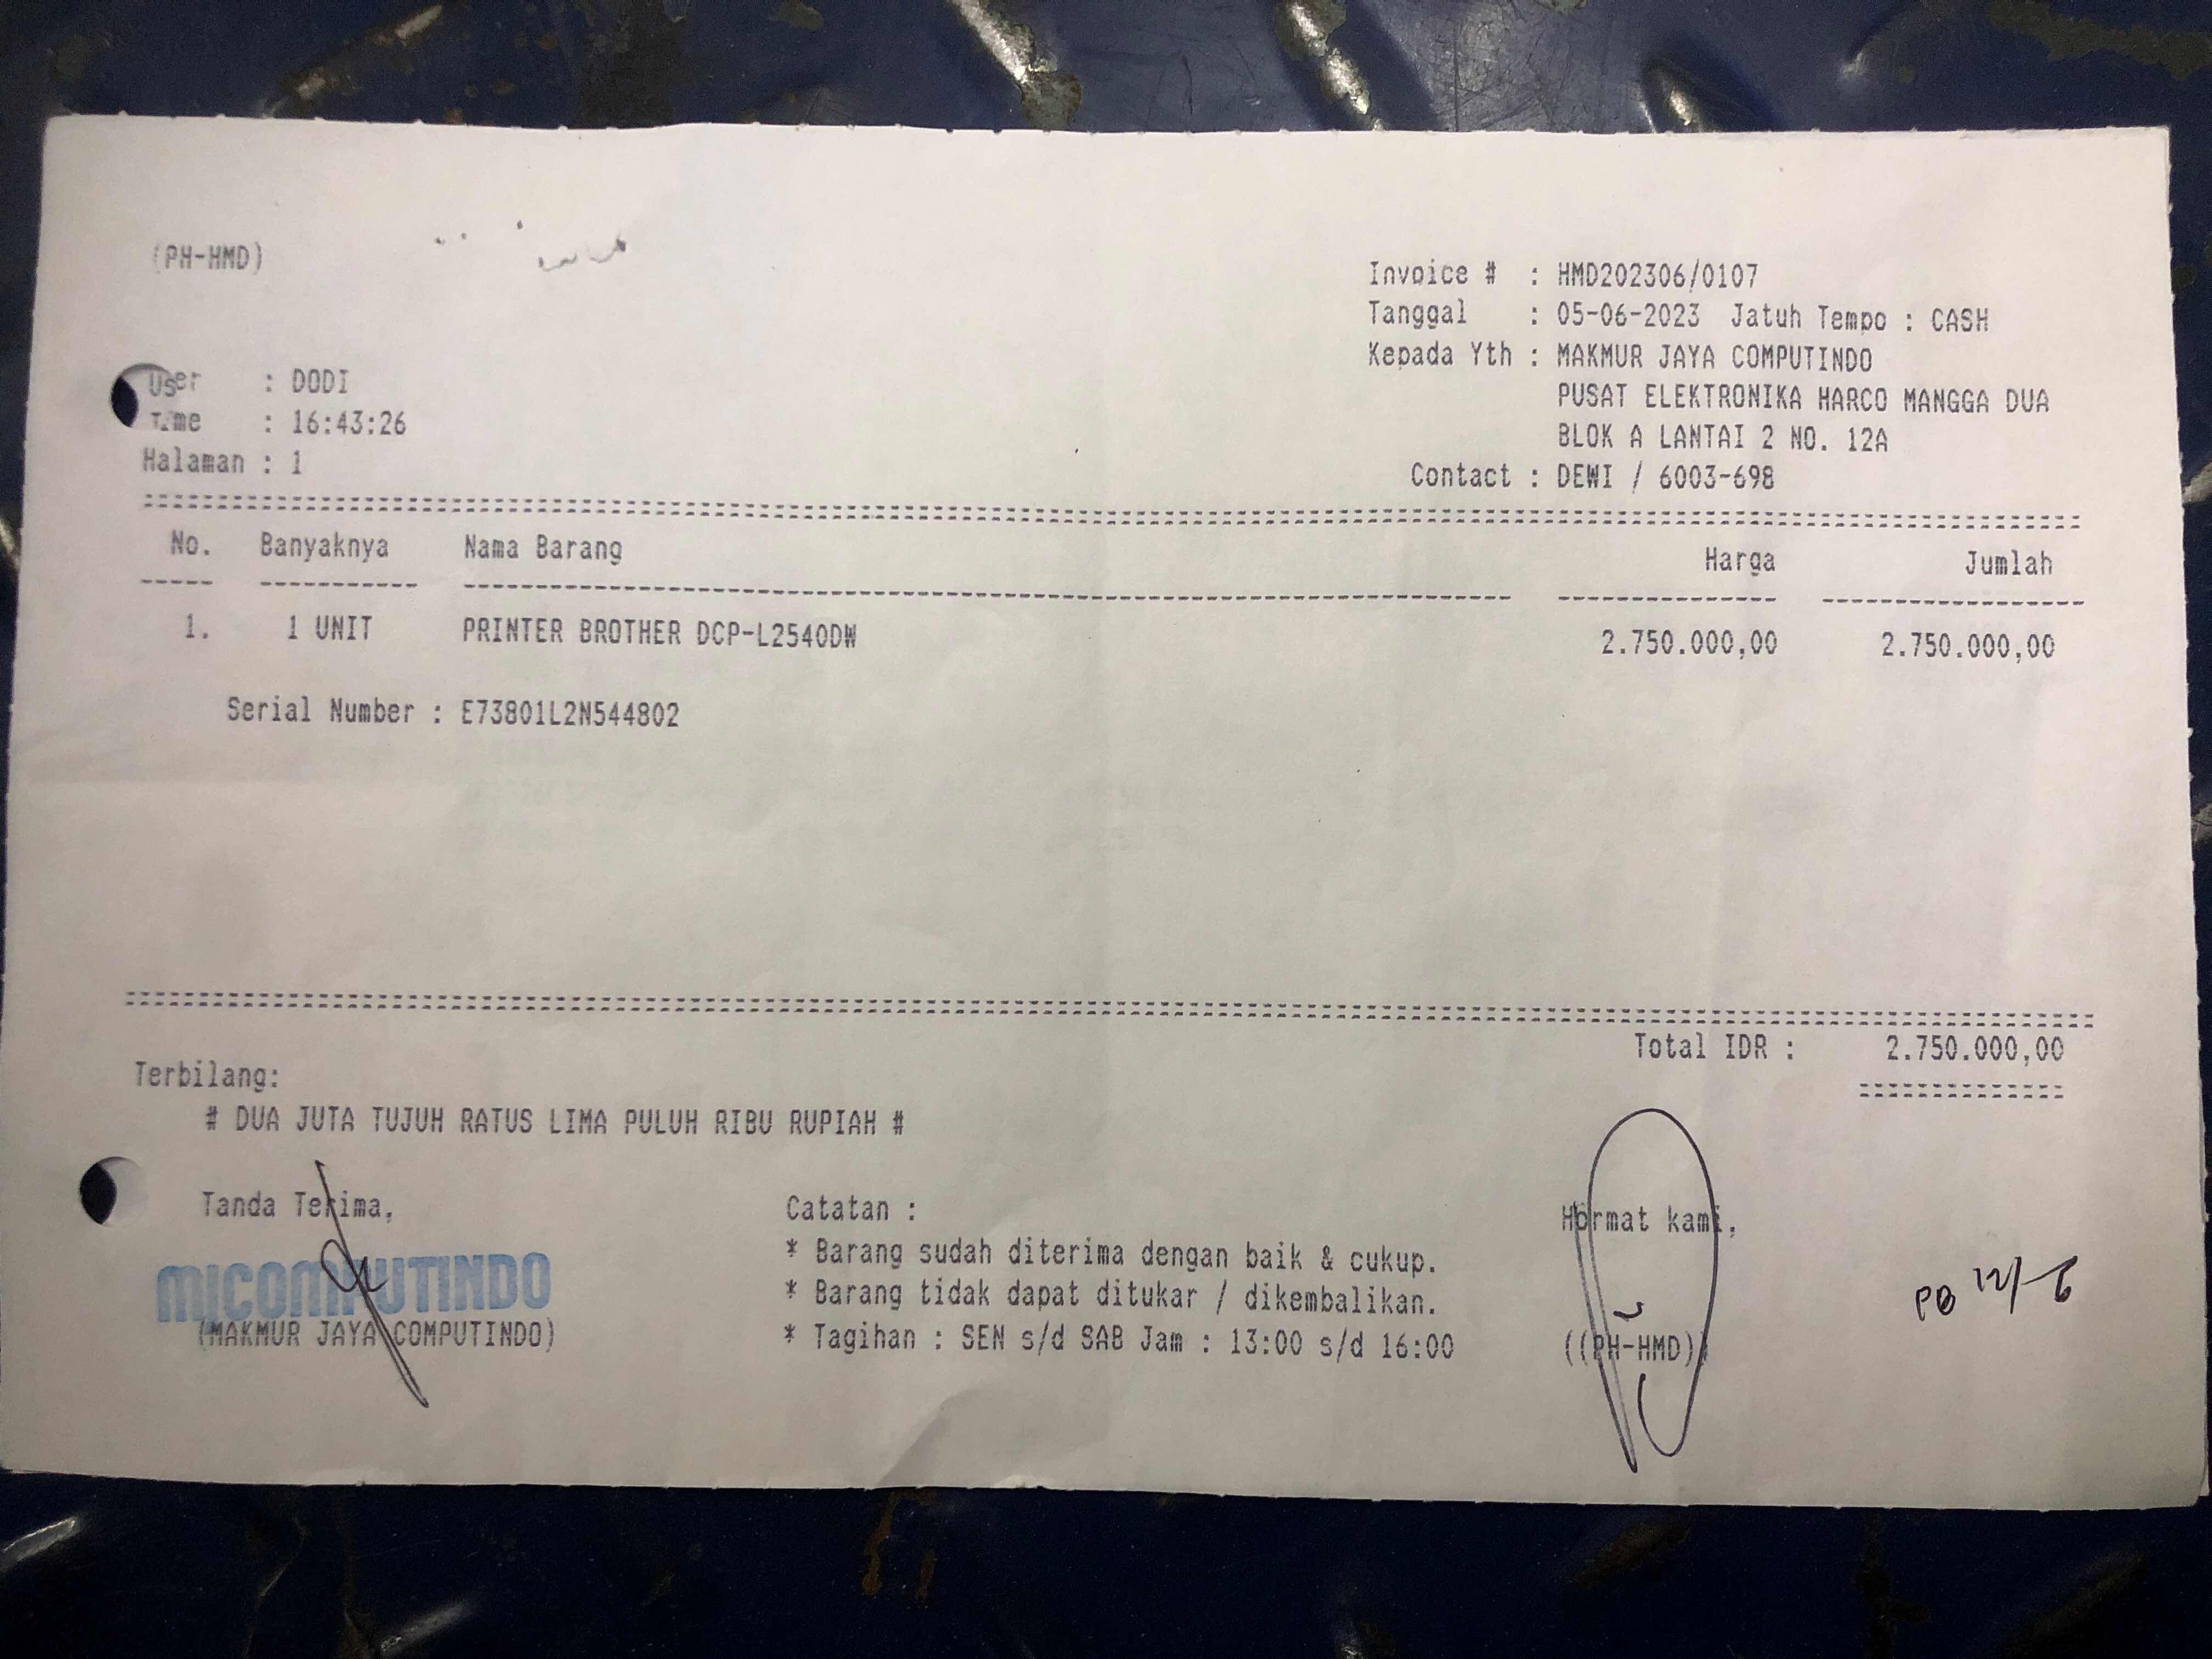 (PH-HMD)
Invoice # : HMD202306/0107
Tanggal : 05-06-2023 Jatuh Tempo : CASH
Kepada Yth : MAKMUR JAYA COMPUTINDO
PUSAT ELEKTRONIKA HARCO MANGGA DUA
BLOK A LANTAI 2 NO. 12A
Contact : DEWI / 6003-698
User : DODI
Time : 16:43:26
Halaman : 1
No. Banyaknya Nama Barang Harga Jumlah
1. 1 UNIT PRINTER BROTHER DCP-L2540DW 2.750.000,00 2.750.000,00
Serial Number : E73801L2N544802
Total IDR : 2.750.000,00
Terbilang:
# DUA JUTA TUJUH RATUS LIMA PULUH RIBU RUPIAH #
Tanda Terima,
MJCOMPUTINDO
(MAKMUR JAYA COMPUTINDO)
Catatan :
* Barang sudah diterima dengan baik & cukup.
* Barang tidak dapat ditukar / dikembalikan.
* Tagihan : SEN s/d SAB Jam : 13:00 s/d 16:00
Hormat kami,
((PH-HMD))
PB 12/-6